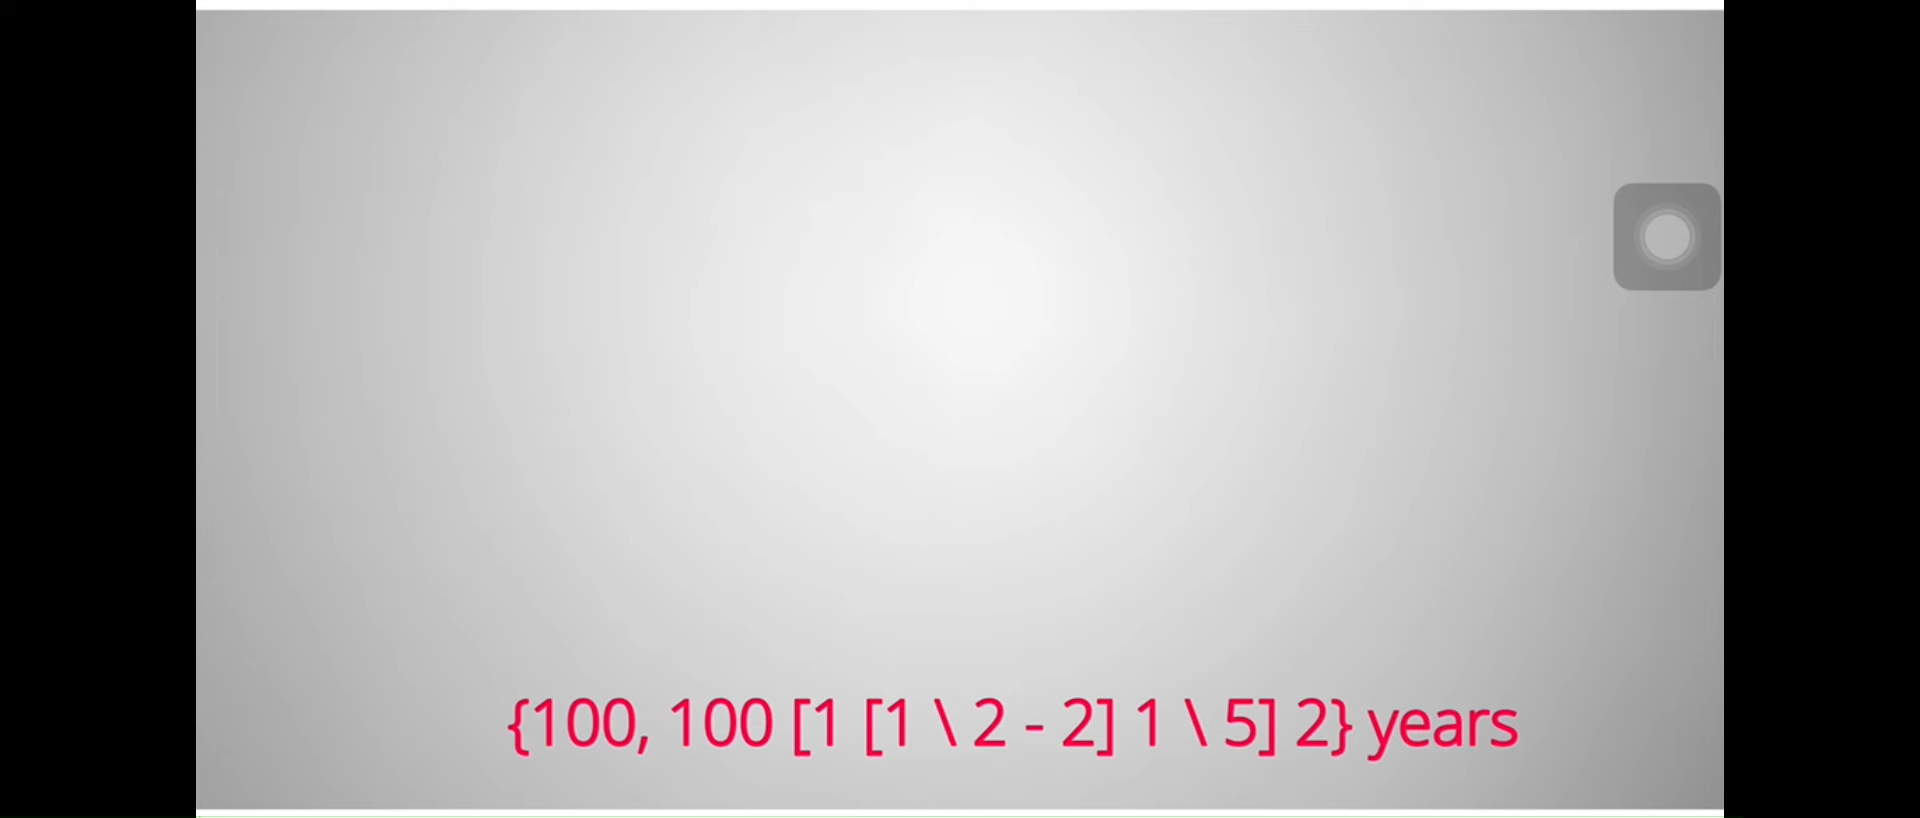 {100, 100 [1 [1 \ 2 - 2] 1 \ 5] 2} years